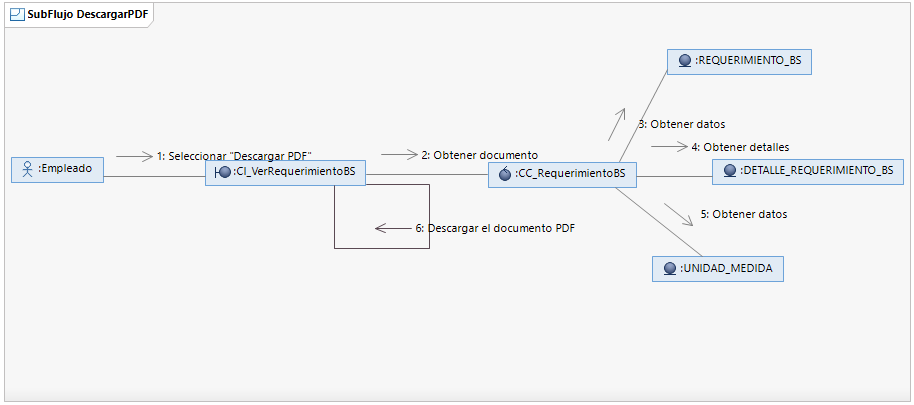 SubFlujo DescargarPDF
:REQUERIMIENTO_BS
3: Obtener datos
1: Seleccionar "Descargar PDF"
2: Obtener documento
4: Obtener detalles
:Empleado
:CI_VerRequerimientoBS
:CC_RequerimientoBS
:DETALLE_REQUERIMIENTO_BS
5: Obtener datos
6: Descargar el documento PDF
:UNIDAD_MEDIDA